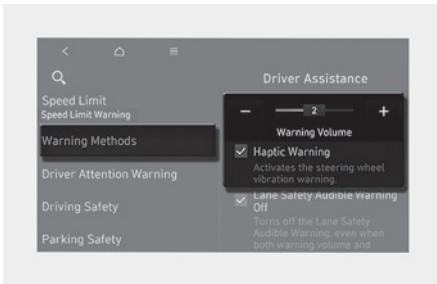 Driver Assistance
Speed Limit
Speed Limit Warning
Warning Methods
Driver Attention Warning
Driving Safety
Parking Safety
− 2 +
Warning Volume
Haptic Warning
Activates the steering wheel
vibration warning.
Lane Safety Audible Warning
Off
Turns off the Lane Safety
Audible Warning, even when
both warning volume and